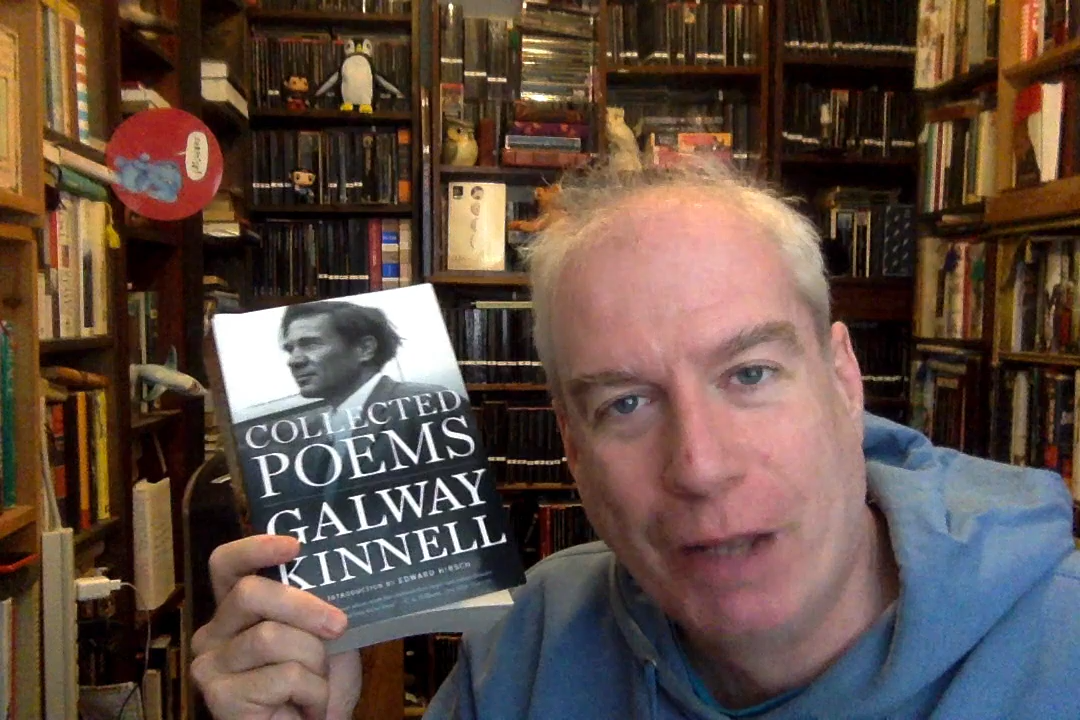 COLLECTED
POEMS
GALWAY
KINNELL
INTRODUCTION BY EDWARD HIRSCH